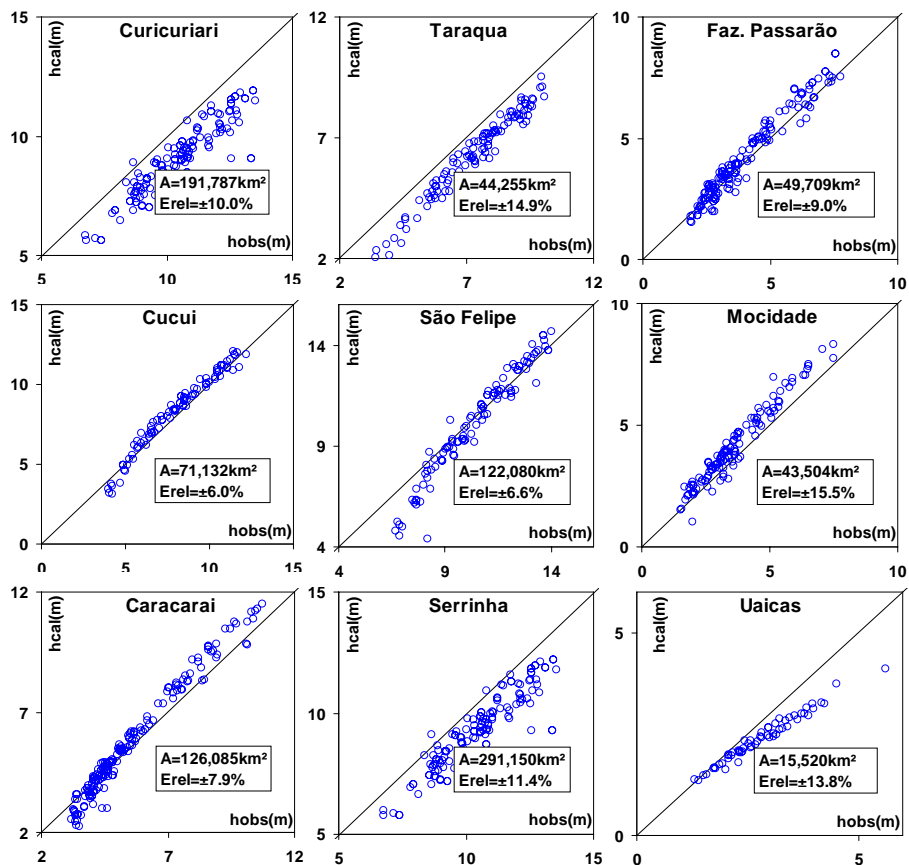 Curicuriari
hcal(m)
15
10
5
A=191,787km²
Erel=±10.0%
hobs(m)
5
10
15
Taraqua
hcal(m)
12
7
2
A=44,255km²
Erel=±14.9%
hobs(m)
2
7
12
Faz. Passarão
hcal(m)
10
5
0
A=49,709km²
Erel=±9.0%
hobs(m)
0
5
10
Cucui
hcal(m)
15
10
5
0
A=71,132km²
Erel=±6.0%
hobs(m)
0
5
10
15
São Felipe
hcal(m)
14
9
4
A=122,080km²
Erel=±6.6%
hobs(m)
4
9
14
Mocidade
hcal(m)
10
5
0
A=43,504km²
Erel=±15.5%
hobs(m)
0
5
10
Caracarai
hcal(m)
12
7
2
A=126,085km²
Erel=±7.9%
hobs(m)
2
7
12
Serrinha
hcal(m)
15
10
5
A=291,150km²
Erel=±11.4%
hobs(m)
5
10
15
Uaicas
hcal(m)
5
0
A=15,520km²
Erel=±13.8%
hobs(m)
0
5